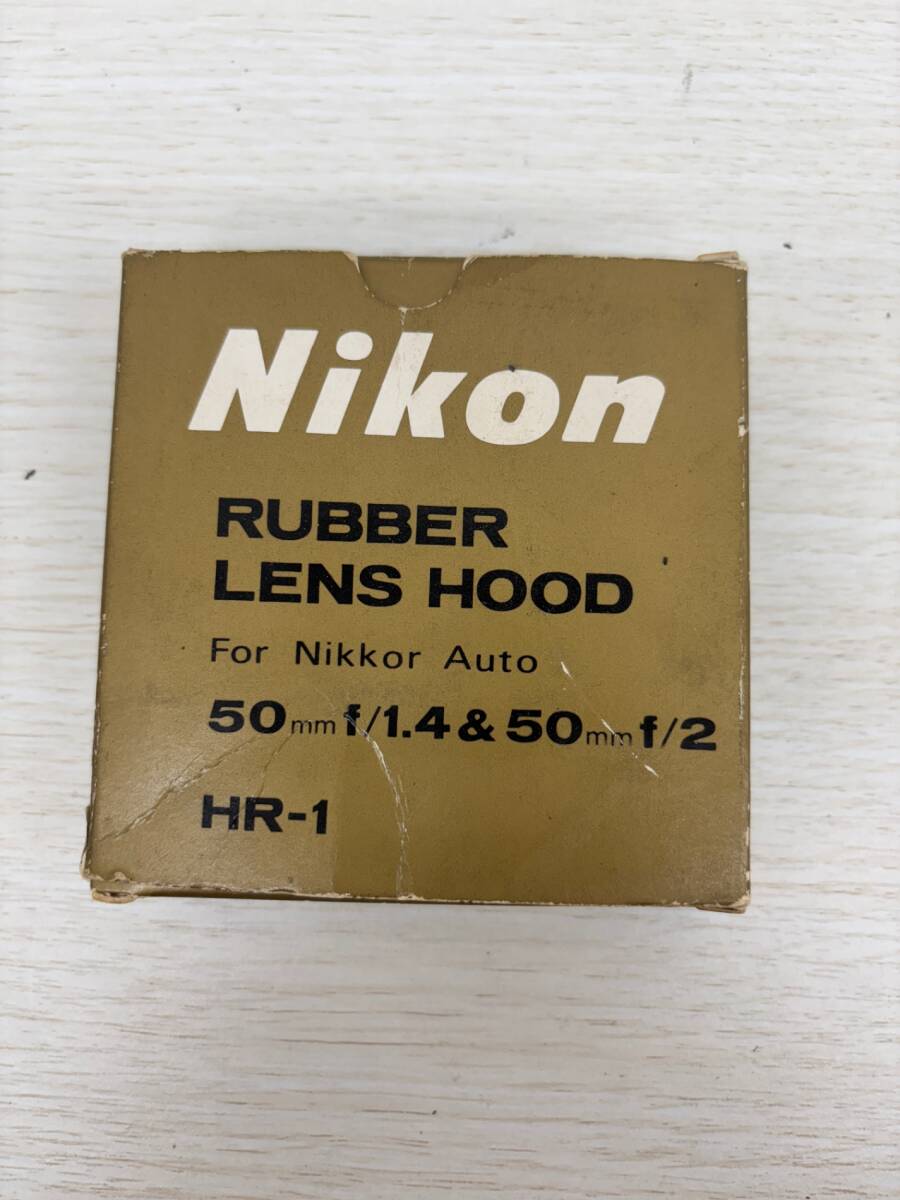 Nikon
RUBBER
LENS HOOD
For Nikkor Auto
50mm f/1.4 & 50mm f/2
HR-1